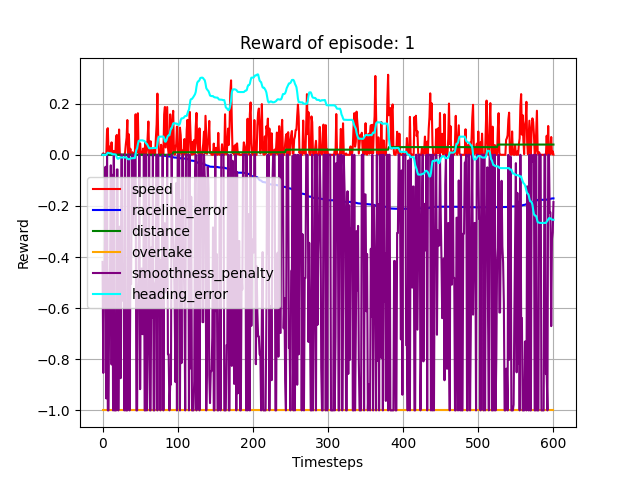 Reward of episode: 1
Reward
0.2
0.0
−0.2
−0.4
−0.6
−0.8
−1.0
speed
raceline_error
distance
overtake
smoothness_penalty
heading_error
0 100 200 300 400 500 600
Timesteps